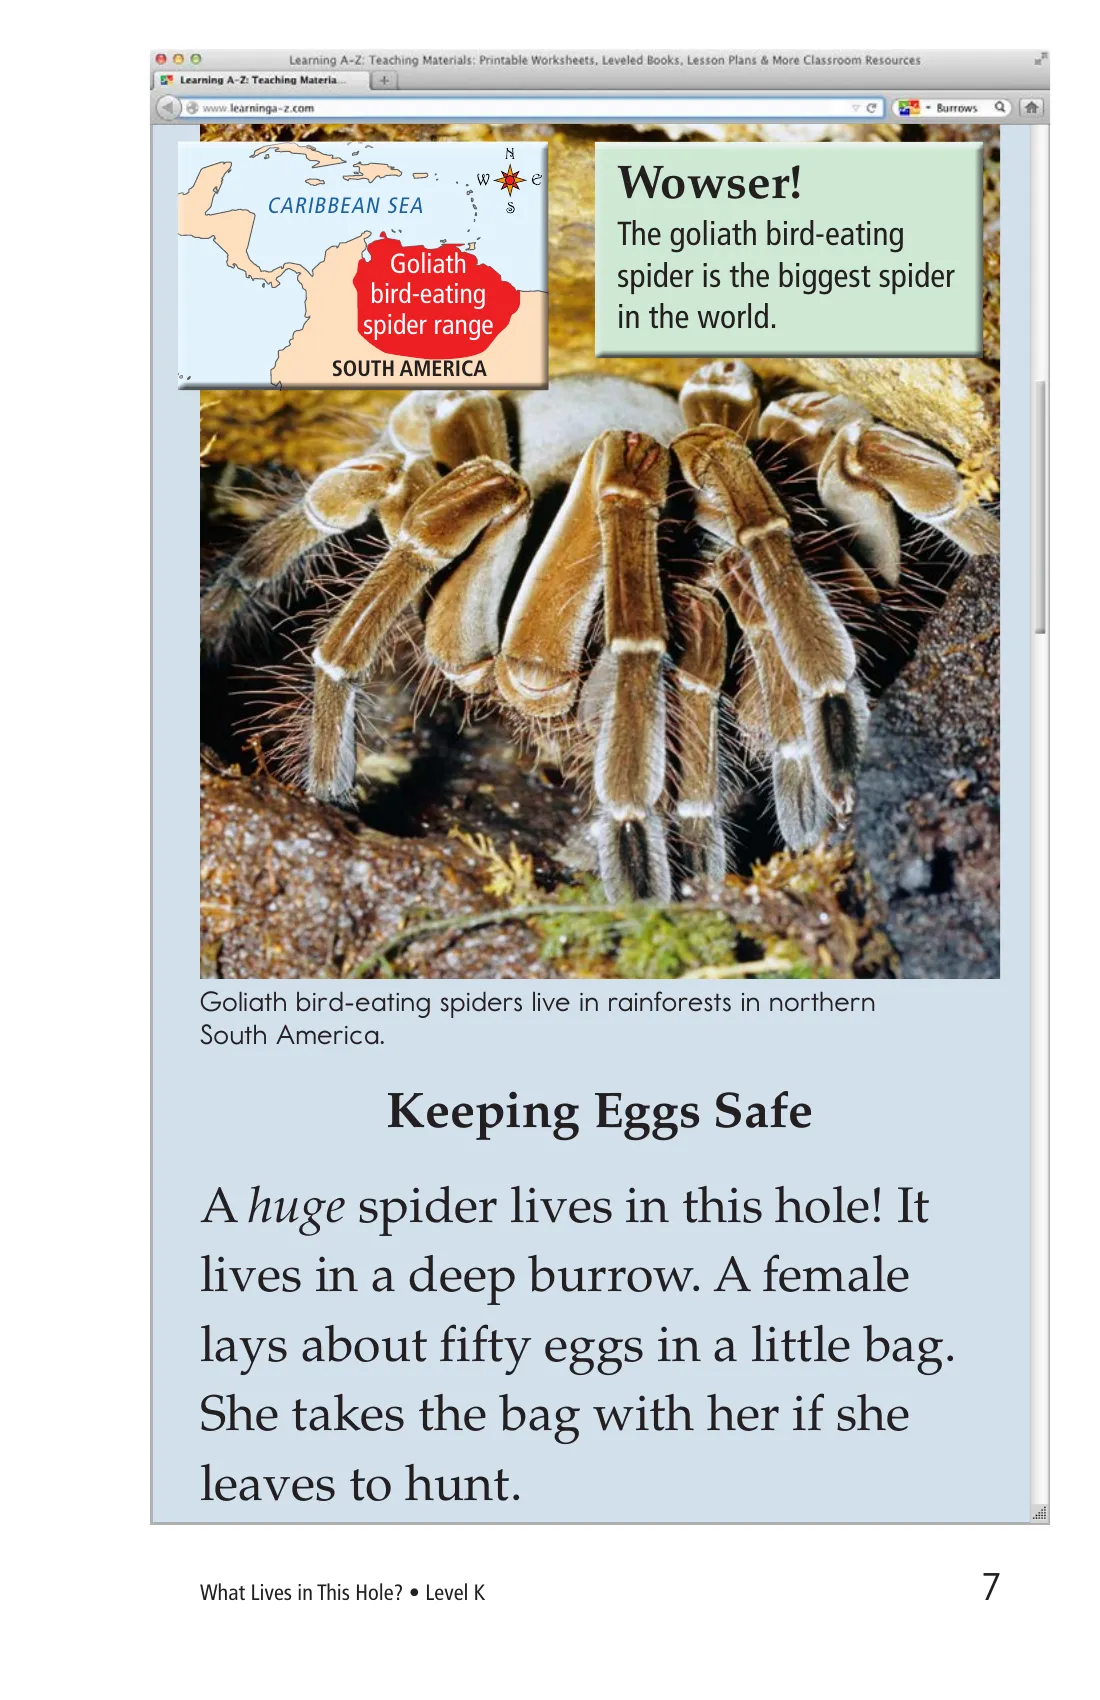 Learning A-Z: Teaching Materials: Printable Worksheets, Leveled Books, Lesson Plans & More Classroom Resources
Learning A-Z: Teaching Materia...
www.learninga-z.com
Burrows
N
W
E
S
CARIBBEAN SEA
Goliath
bird-eating
spider range
SOUTH AMERICA
Wowser!
The goliath bird-eating
spider is the biggest spider
in the world.
Goliath bird-eating spiders live in rainforests in northern
South America.
Keeping Eggs Safe
A huge spider lives in this hole! It
lives in a deep burrow. A female
lays about fifty eggs in a little bag.
She takes the bag with her if she
leaves to hunt.
What Lives in This Hole? • Level K
7